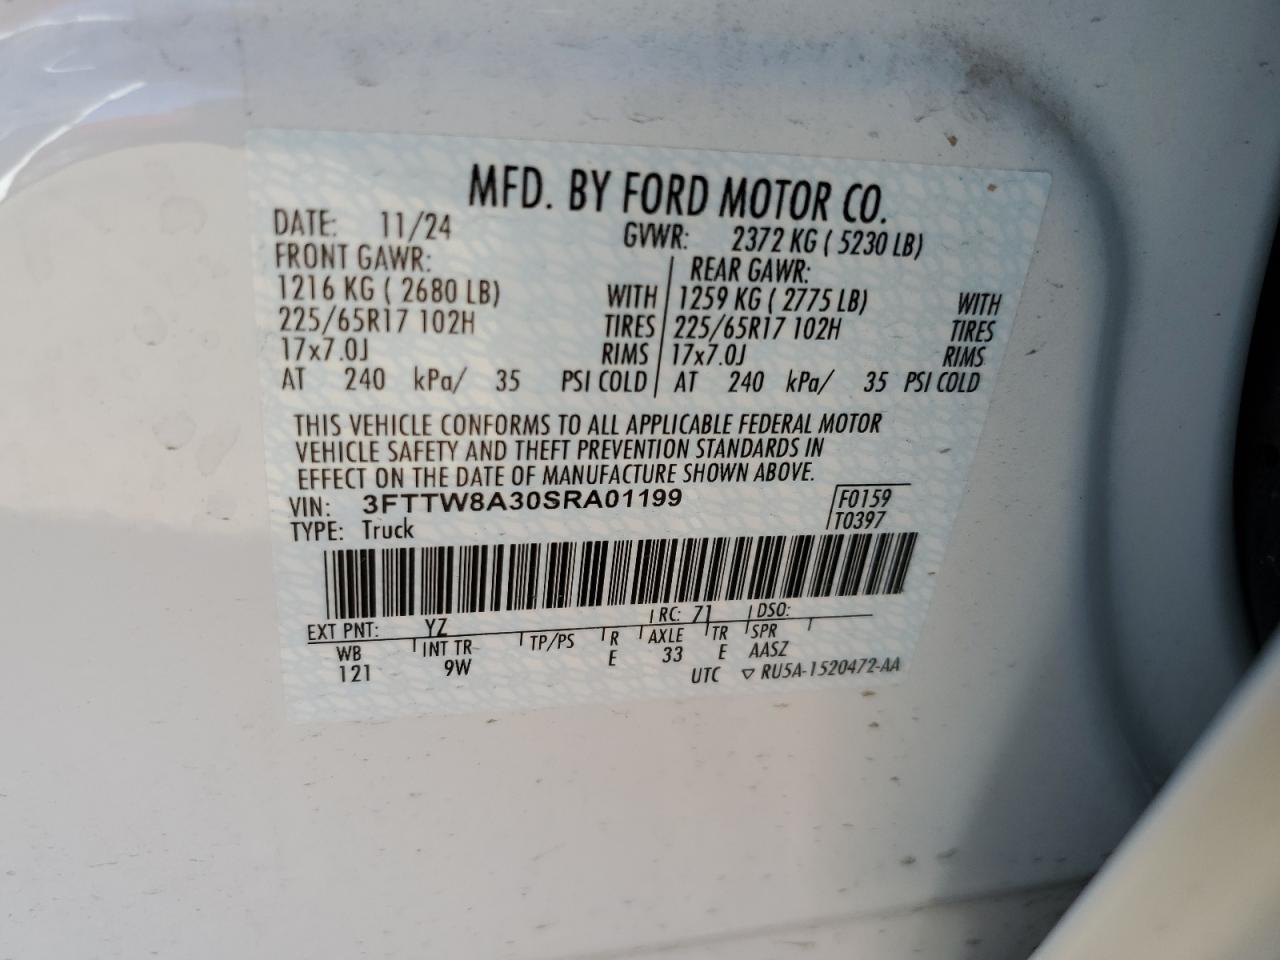 MFD. BY FORD MOTOR CO.
DATE: 11/24 GVWR: 2372 KG ( 5230 LB)
FRONT GAWR: REAR GAWR:
1216 KG ( 2680 LB) WITH 1259 KG ( 2775 LB) WITH
225/65R17 102H TIRES 225/65R17 102H TIRES
17x7.0J RIMS 17x7.0J RIMS
AT 240 kPa/ 35 PSI COLD AT 240 kPa/ 35 PSI COLD
THIS VEHICLE CONFORMS TO ALL APPLICABLE FEDERAL MOTOR
VEHICLE SAFETY AND THEFT PREVENTION STANDARDS IN
EFFECT ON THE DATE OF MANUFACTURE SHOWN ABOVE.
VIN: 3FTTW8A30SRA01199 F0159
TYPE: Truck T0397
EXT PNT: YZ RC: 71 DSO:
WB INT TR TP/PS R AXLE TR SPR
121 9W E 33 E AASZ
UTC ▽ RU5A-1520472-AA